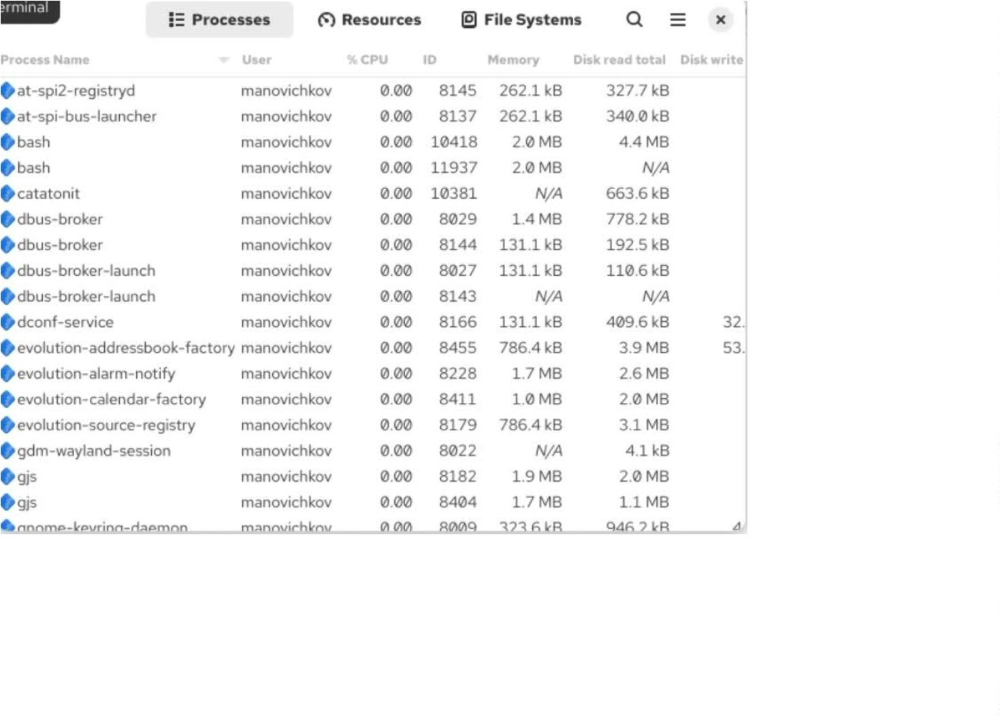 erminal
Processes Resources File Systems
Process Name User % CPU ID Memory Disk read total Disk write
at-spi2-registryd manovichkov 0.00 8145 262.1 kB 327.7 kB
at-spi-bus-launcher manovichkov 0.00 8137 262.1 kB 340.0 kB
bash manovichkov 0.00 10418 2.0 MB 4.4 MB
bash manovichkov 0.00 11937 2.0 MB N/A
catatonit manovichkov 0.00 10381 N/A 663.6 kB
dbus-broker manovichkov 0.00 8029 1.4 MB 778.2 kB
dbus-broker manovichkov 0.00 8144 131.1 kB 192.5 kB
dbus-broker-launch manovichkov 0.00 8027 131.1 kB 110.6 kB
dbus-broker-launch manovichkov 0.00 8143 N/A N/A
dconf-service manovichkov 0.00 8166 131.1 kB 409.6 kB 32.
evolution-addressbook-factory manovichkov 0.00 8455 786.4 kB 3.9 MB 53.
evolution-alarm-notify manovichkov 0.00 8228 1.7 MB 2.6 MB
evolution-calendar-factory manovichkov 0.00 8411 1.0 MB 2.0 MB
evolution-source-registry manovichkov 0.00 8179 786.4 kB 3.1 MB
gdm-wayland-session manovichkov 0.00 8022 N/A 4.1 kB
gjs manovichkov 0.00 8182 1.9 MB 2.0 MB
gjs manovichkov 0.00 8404 1.7 MB 1.1 MB
gnome-keyring-daemon manovichkov 0.00 8009 323.6 kB 946.2 kB 4